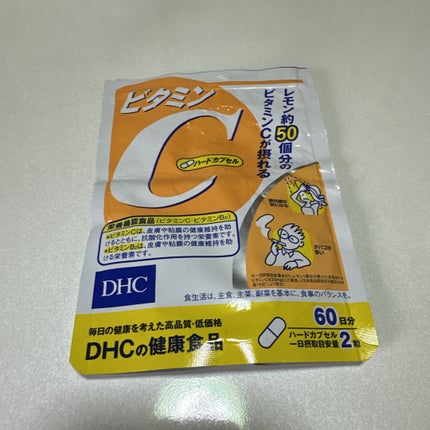 ビタミン
C
ハードカプセル
レモン約50個分の
ビタミンCが摂れる
栄養機能食品(ビタミンC・ビタミンB2)
●ビタミンCは、皮膚や粘膜の健康維持を助
けるとともに、抗酸化作用を持つ栄養素です。
●ビタミンB2は、皮膚や粘膜の健康維持を助
ける栄養素です。
タバコが
多い
DHC
食生活は、主食、主菜、副菜を基本に、食事のバランスを。
毎日の健康を考えた高品質・低価格
DHCの健康食品
60日分
ハードカプセル
一日摂取目安量 2粒